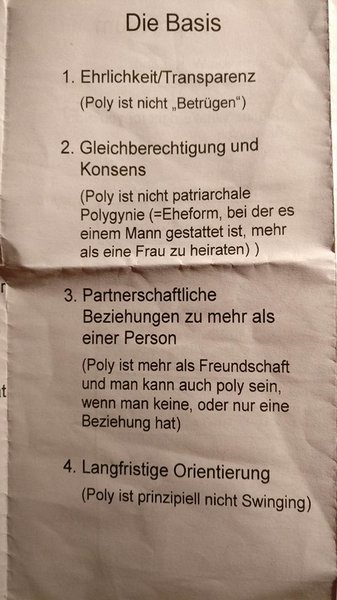 Die Basis
1. Ehrlichkeit/Transparenz
(Poly ist nicht „Betrügen“)
2. Gleichberechtigung und
Konsens
(Poly ist nicht patriarchale
Polygynie (=Eheform, bei der es
einem Mann gestattet ist, mehr
als eine Frau zu heiraten) )
3. Partnerschaftliche
Beziehungen zu mehr als
einer Person
(Poly ist mehr als Freundschaft
und man kann auch poly sein,
wenn man keine, oder nur eine
Beziehung hat)
4. Langfristige Orientierung
(Poly ist prinzipiell nicht Swinging)